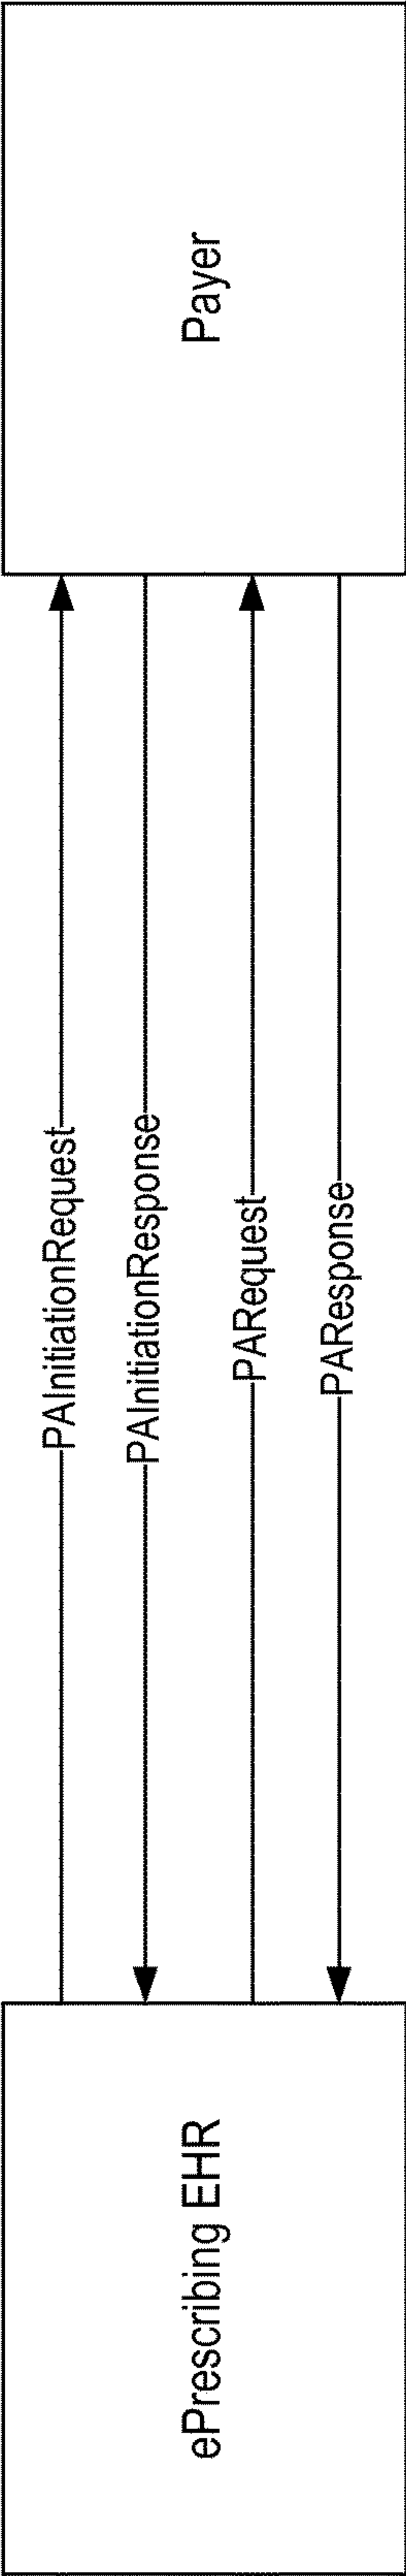 ePrescribing EHR
PAInitiationRequest
PAInitiationResponse
PARequest
PAResponse
Payer